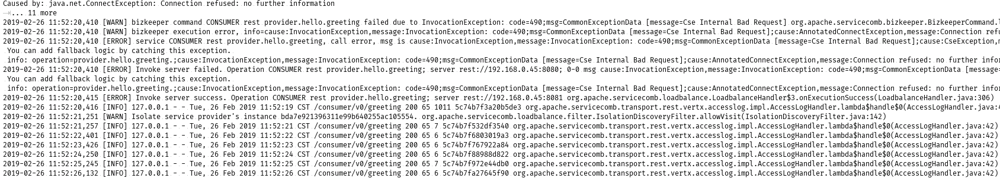 Caused by: java.net.ConnectException: Connection refused: no further information
... 11 more
2019-02-26 11:52:20,410 [WARN] bizkeeper command CONSUMER rest provider.hello.greeting failed due to InvocationException: code=490;msg=CommonExceptionData [message=Cse Internal Bad Request] org.apache.servicecomb.bizkeeper.BizkeeperCommand.
2019-02-26 11:52:20,410 [WARN] bizkeeper execution error, info=cause:InvocationException,message:InvocationException: code=490;msg=CommonExceptionData [message=Cse Internal Bad Request];cause:AnnotatedConnectException,message:Connection
2019-02-26 11:52:20,410 [ERROR] service CONSUMER rest provider.hello.greeting, call error, msg is cause:InvocationException,message:InvocationException: code=490;msg=CommonExceptionData [message=Cse Internal Bad Request];cause:CseException,
You can add fallback logic by catching this exception.
info: operation=provider.hello.greeting.;cause:InvocationException,message:InvocationException: code=490;msg=CommonExceptionData [message=Cse Internal Bad Request];cause:AnnotatedConnectException,message:Connection refused: no further
2019-02-26 11:52:20,410 [ERROR] Invoke server failed. Operation CONSUMER rest provider.hello.greeting; server rest://192.168.0.45:8080; 0-0 msg cause:InvocationException,message:InvocationException: code=490;msg=CommonExceptionData [message=
You can add fallback logic by catching this exception.
info: operation=provider.hello.greeting.;cause:InvocationException,message:InvocationException: code=490;msg=CommonExceptionData [message=Cse Internal Bad Request];cause:AnnotatedConnectException,message:Connection refused: no further
2019-02-26 11:52:20,415 [ERROR] Invoke server success. Operation CONSUMER rest provider.hello.greeting; server rest://192.168.0.45:8081 org.apache.servicecomb.loadbalance.LoadbalanceHandler$3.onExecutionSuccess(LoadbalanceHandler.java:306)
2019-02-26 11:52:20,416 [INFO] 127.0.0.1 - - Tue, 26 Feb 2019 11:52:19 CST /consumer/v0/greeting 200 65 1011 5c74b7f3a20b5de3 org.apache.servicecomb.transport.rest.vertx.accesslog.impl.AccessLogHandler.lambda$handle$0(AccessLogHandler.java:
2019-02-26 11:52:21,251 [WARN] Isolate service provider's instance bda7e921396311e99b640255ac105554. org.apache.servicecomb.loadbalance.filter.IsolationDiscoveryFilter.allowVisit(IsolationDiscoveryFilter.java:142)
2019-02-26 11:52:21,257 [INFO] 127.0.0.1 - - Tue, 26 Feb 2019 11:52:21 CST /consumer/v0/greeting 200 65 7 5c74b7f532df3540 org.apache.servicecomb.transport.rest.vertx.accesslog.impl.AccessLogHandler.lambda$handle$0(AccessLogHandler.java:42)
2019-02-26 11:52:22,401 [INFO] 127.0.0.1 - - Tue, 26 Feb 2019 11:52:22 CST /consumer/v0/greeting 200 65 6 5c74b7f6803019a3 org.apache.servicecomb.transport.rest.vertx.accesslog.impl.AccessLogHandler.lambda$handle$0(AccessLogHandler.java:42)
2019-02-26 11:52:23,426 [INFO] 127.0.0.1 - - Tue, 26 Feb 2019 11:52:23 CST /consumer/v0/greeting 200 65 6 5c74b7f767922a84 org.apache.servicecomb.transport.rest.vertx.accesslog.impl.AccessLogHandler.lambda$handle$0(AccessLogHandler.java:42)
2019-02-26 11:52:24,250 [INFO] 127.0.0.1 - - Tue, 26 Feb 2019 11:52:24 CST /consumer/v0/greeting 200 65 6 5c74b7f88988d822 org.apache.servicecomb.transport.rest.vertx.accesslog.impl.AccessLogHandler.lambda$handle$0(AccessLogHandler.java:42)
2019-02-26 11:52:25,245 [INFO] 127.0.0.1 - - Tue, 26 Feb 2019 11:52:25 CST /consumer/v0/greeting 200 65 7 5c74b7f972e44db0 org.apache.servicecomb.transport.rest.vertx.accesslog.impl.AccessLogHandler.lambda$handle$0(AccessLogHandler.java:42)
2019-02-26 11:52:26,132 [INFO] 127.0.0.1 - - Tue, 26 Feb 2019 11:52:26 CST /consumer/v0/greeting 200 65 6 5c74b7fa27645f90 org.apache.servicecomb.transport.rest.vertx.accesslog.impl.AccessLogHandler.lambda$handle$0(AccessLogHandler.java:42)